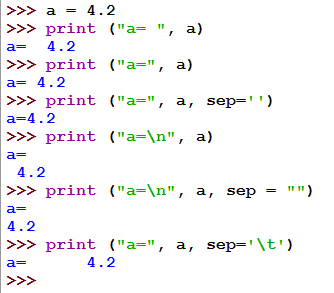 >>> a = 4.2
>>> print ("a= ", a)
a=  4.2
>>> print ("a=", a)
a= 4.2
>>> print ("a=", a, sep='')
a=4.2
>>> print ("a=\n", a)
a=
 4.2
>>> print ("a=\n", a, sep = "")
a=
4.2
>>> print ("a=", a, sep='\t')
a=	4.2
>>>